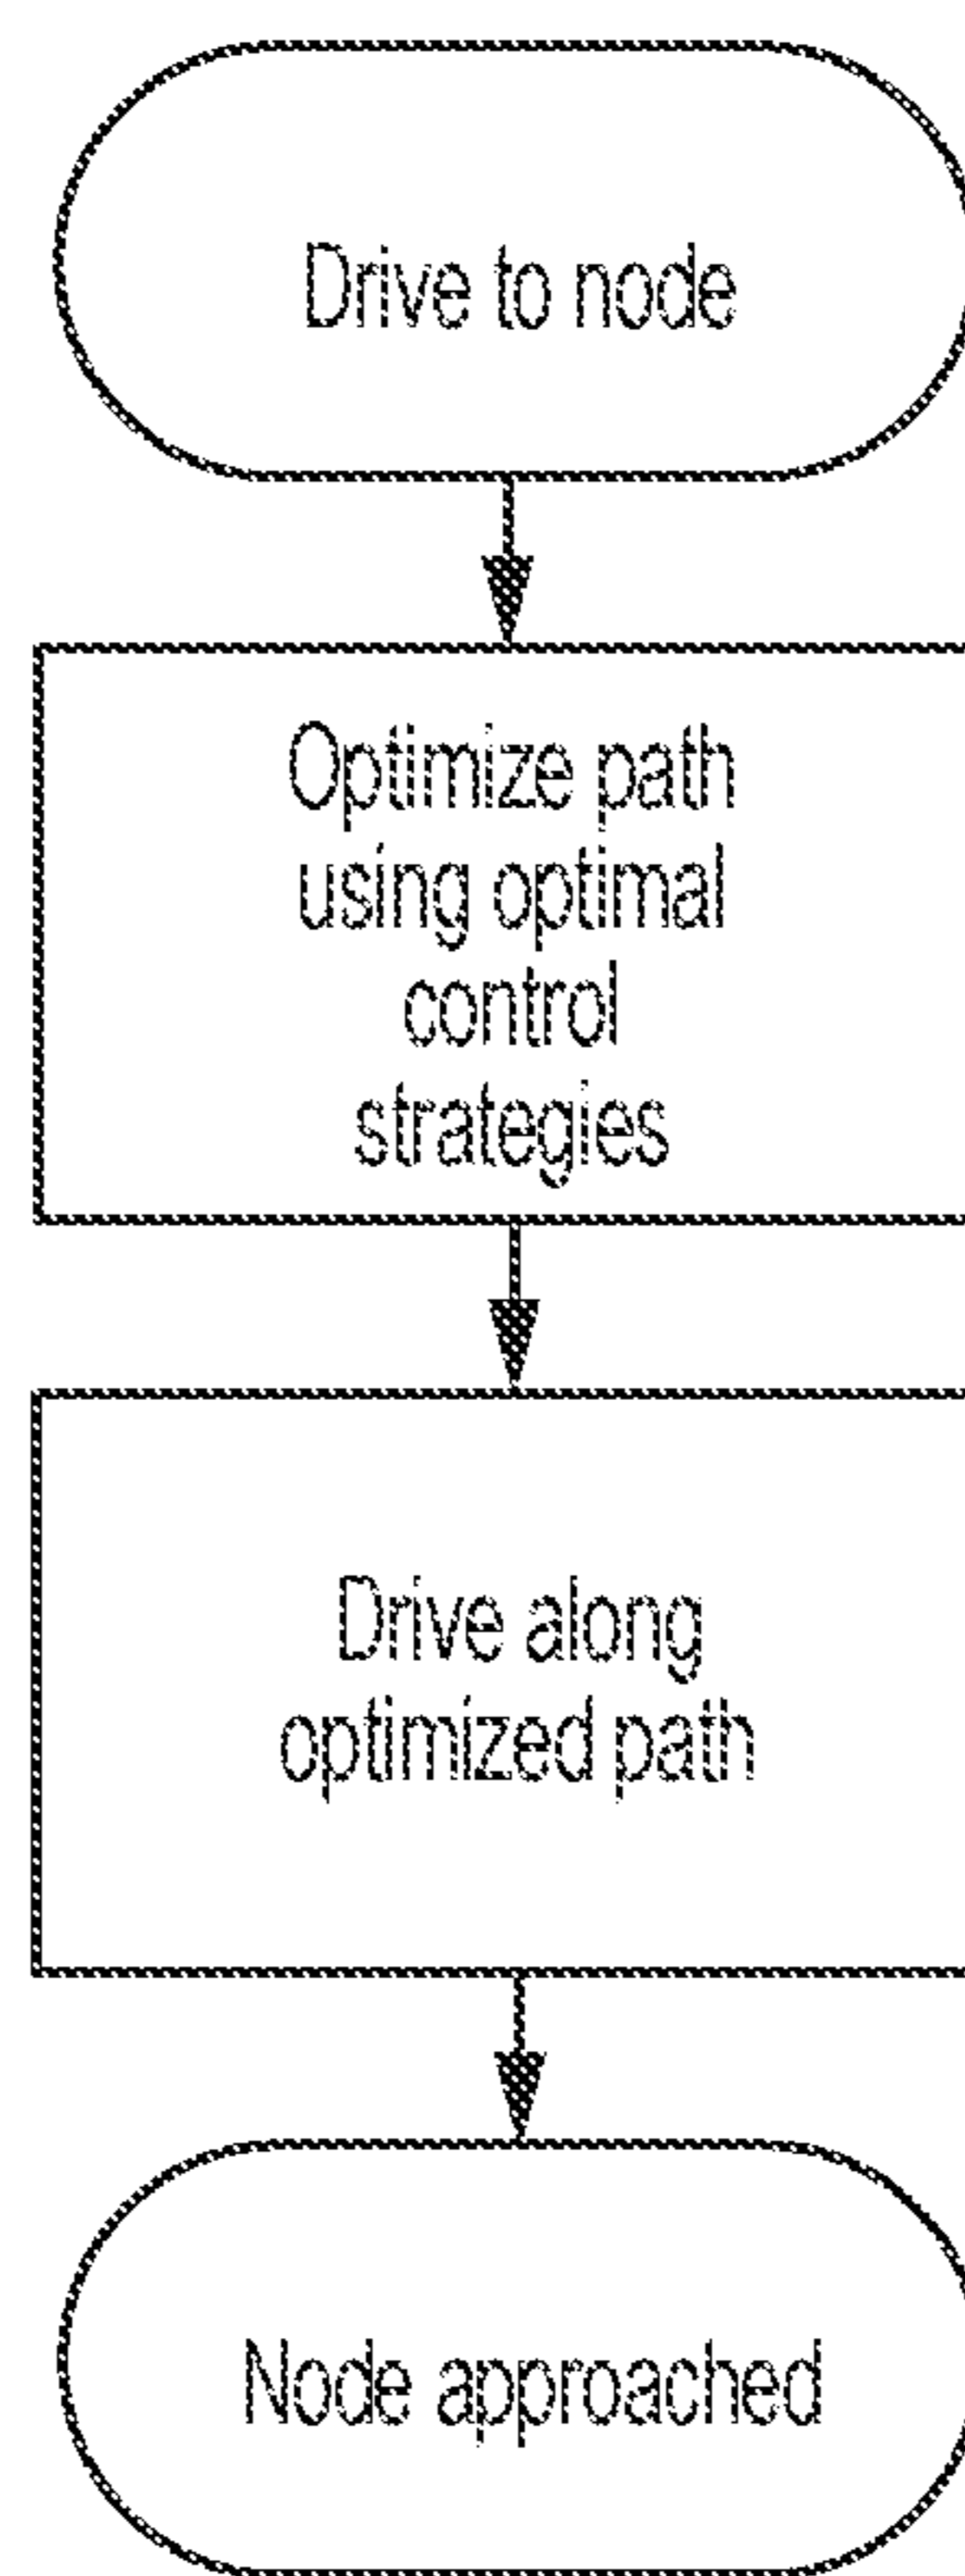 Drive to node
Optimize path
using optimal
control
strategies
Drive along
optimized path
Node approached